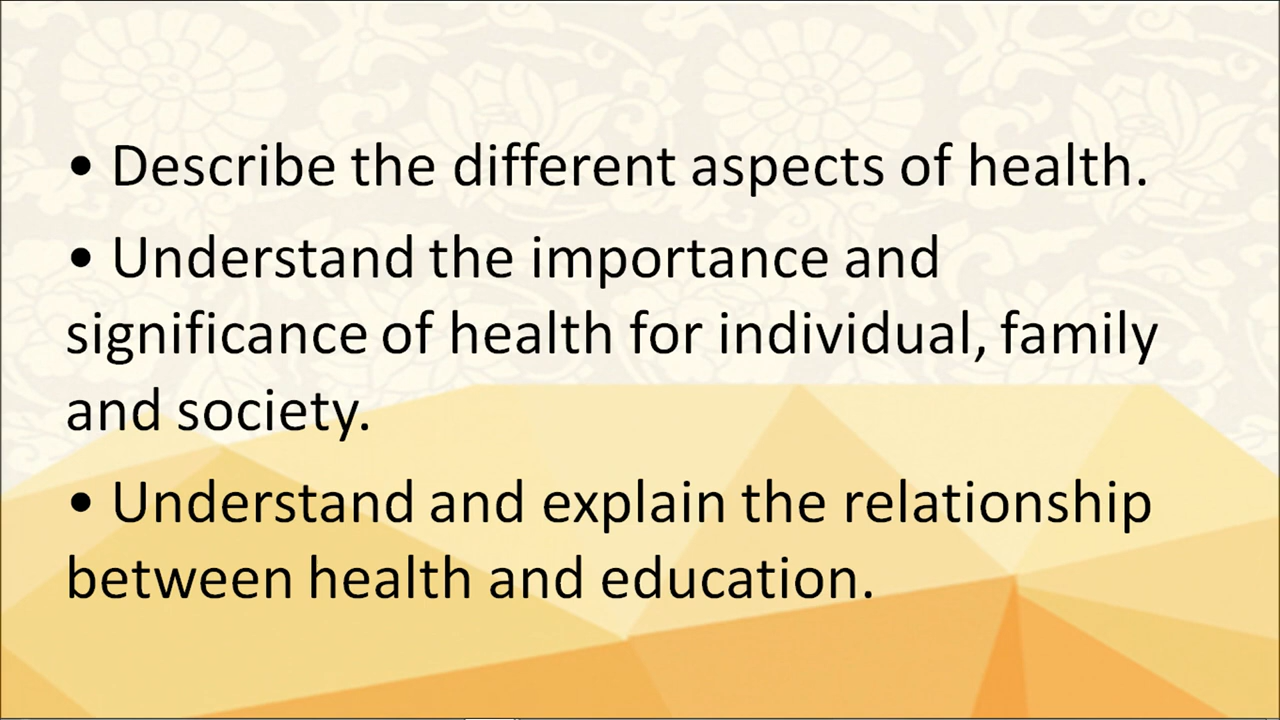 • Describe the different aspects of health.
• Understand the importance and
significance of health for individual, family
and society.
• Understand and explain the relationship
between health and education.